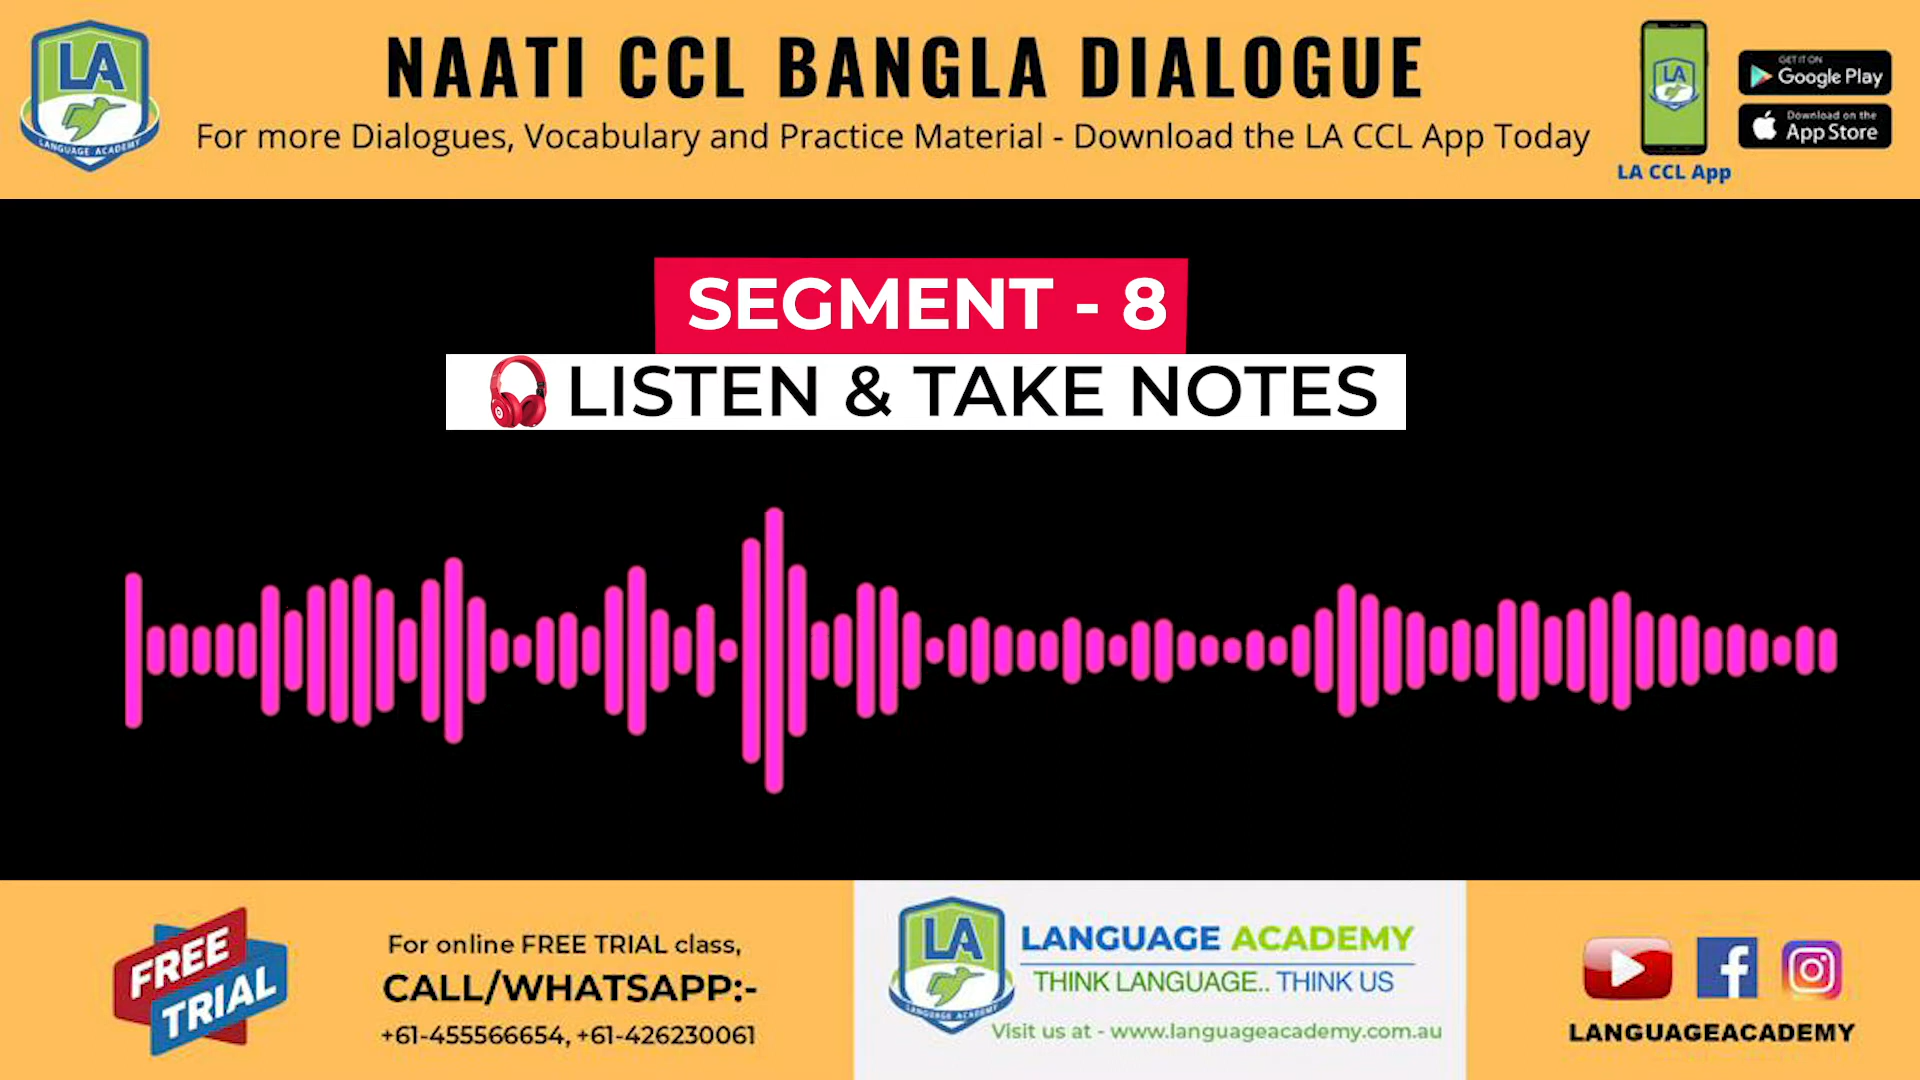 LA
LANGUAGE ACADEMY
NAATI CCL BANGLA DIALOGUE
For more Dialogues, Vocabulary and Practice Material - Download the LA CCL App Today
LA
LA CCL App
GET IT ON
Google Play
Download on the
App Store
SEGMENT - 8
LISTEN & TAKE NOTES
FREE
TRIAL
For online FREE TRIAL class,
CALL/WHATSAPP:-
+61-455566654, +61-426230061
LA
LANGUAGE ACADEMY
LANGUAGE ACADEMY
THINK LANGUAGE.. THINK US
Visit us at - www.languageacademy.com.au
LANGUAGEACADEMY